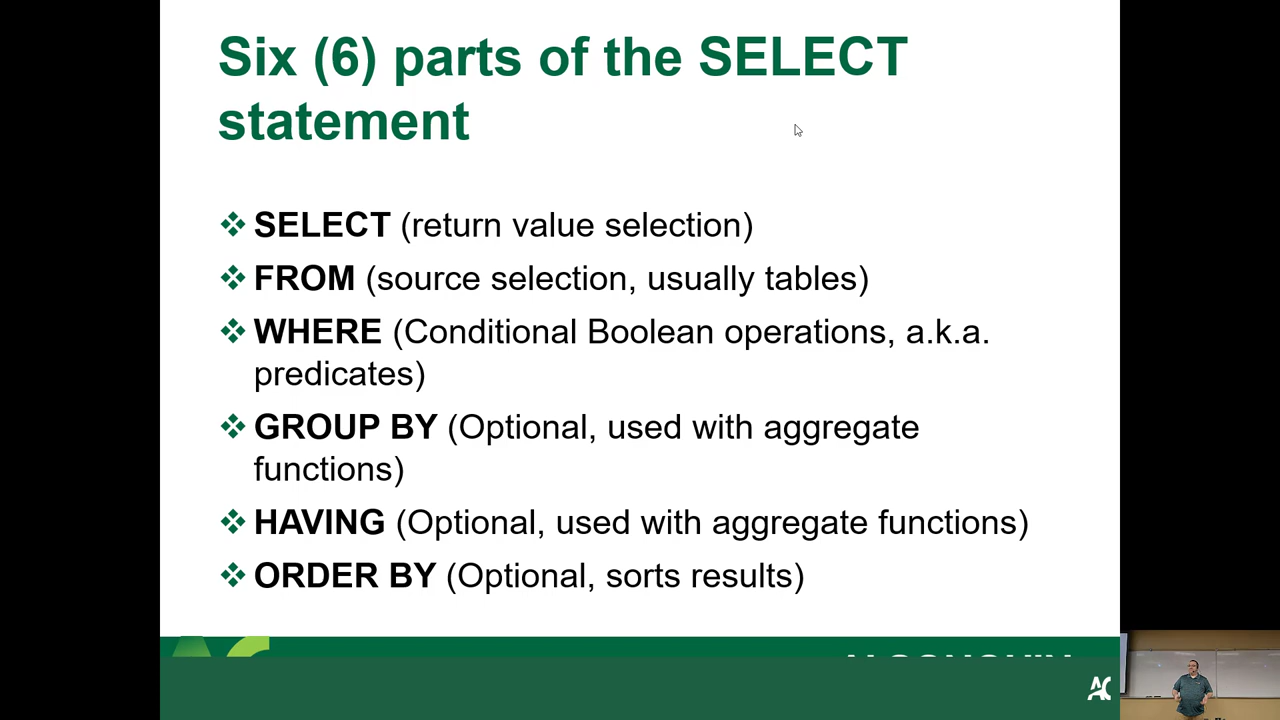 Six (6) parts of the SELECT
statement
❖ SELECT (return value selection)
❖ FROM (source selection, usually tables)
❖ WHERE (Conditional Boolean operations, a.k.a.
predicates)
❖ GROUP BY (Optional, used with aggregate
functions)
❖ HAVING (Optional, used with aggregate functions)
❖ ORDER BY (Optional, sorts results)
AC